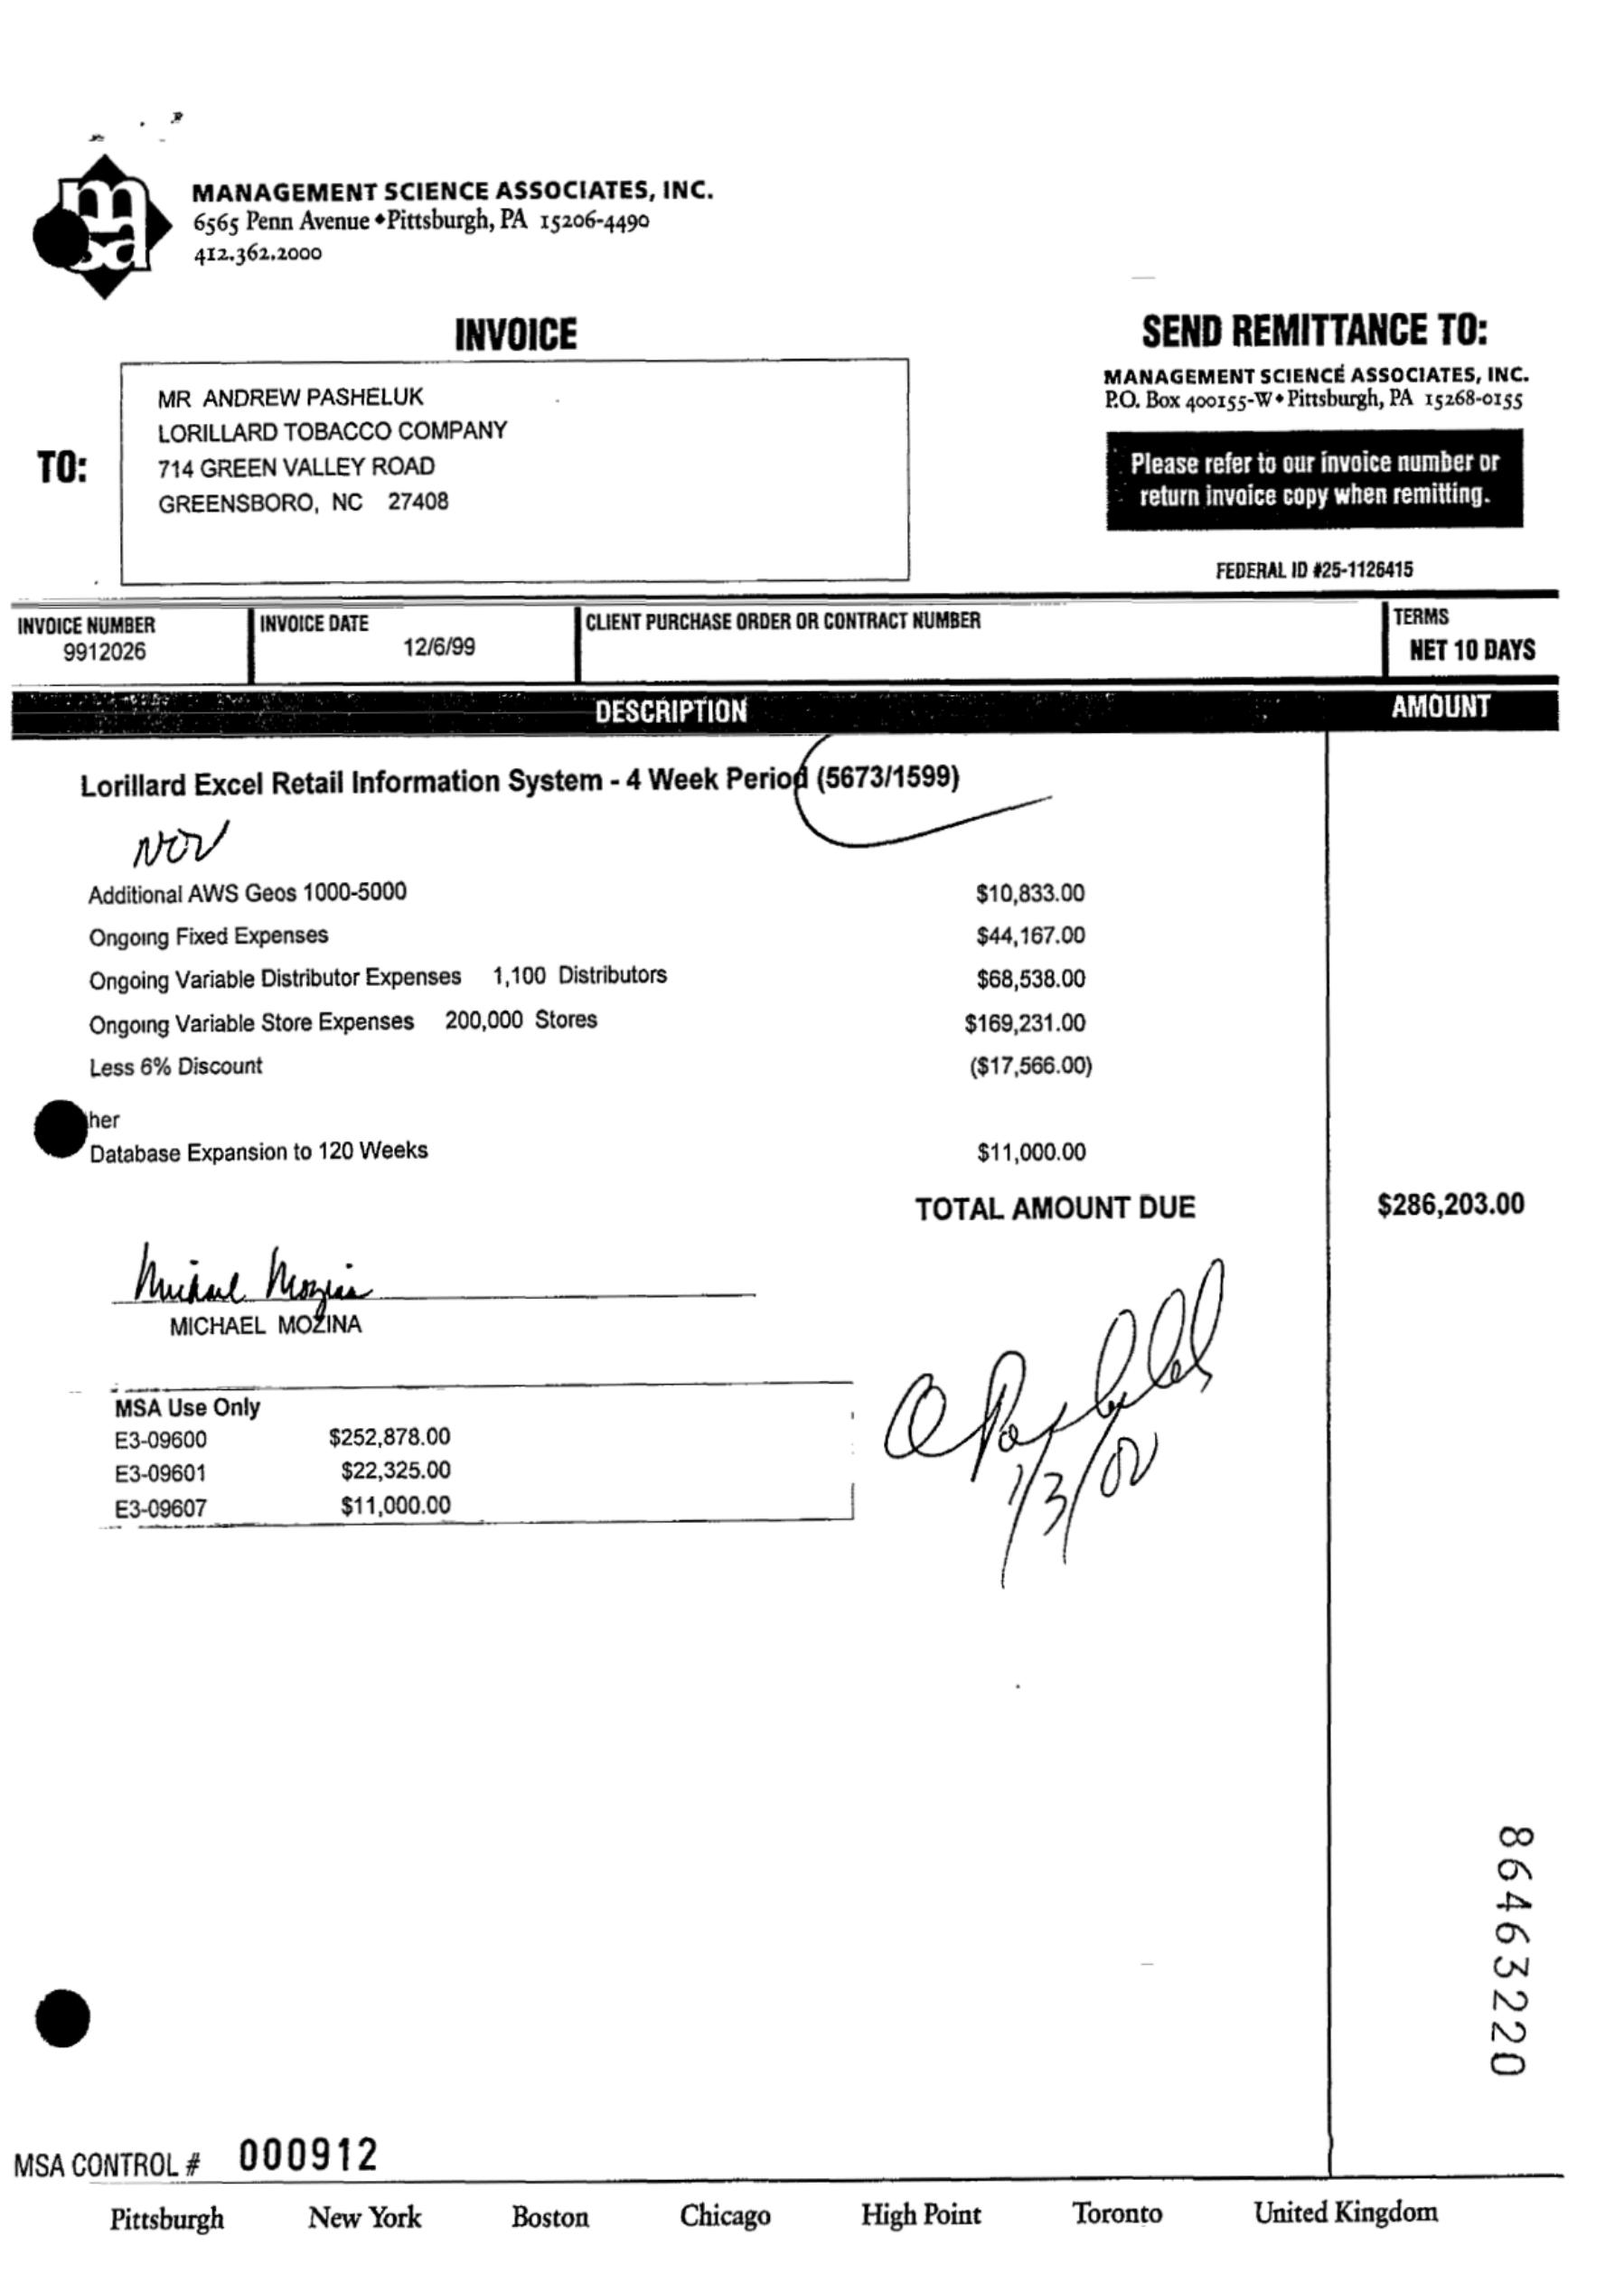 MANAGEMENT SCIENCE ASSOCIATES, INC.
6565 Penn Avenue ◆ Pittsburgh, PA 15206-4490
412.362.2000
INVOICE
SEND REMITTANCE TO:
MANAGEMENT SCIENCE ASSOCIATES, INC.
P.O. Box 400155-W ◆ Pittsburgh, PA 15268-0155
TO:
MR ANDREW PASHELUK
LORILLARD TOBACCO COMPANY
714 GREEN VALLEY ROAD
GREENSBORO, NC 27408
Please refer to our invoice number or
return invoice copy when remitting.
FEDERAL ID #25-1126415
INVOICE NUMBER
9912026
INVOICE DATE
12/6/99
CLIENT PURCHASE ORDER OR CONTRACT NUMBER
TERMS
NET 10 DAYS
DESCRIPTION AMOUNT
Lorillard Excel Retail Information System - 4 Week Period (5673/1599)
NOV
Additional AWS Geos 1000-5000 $10,833.00
Ongoing Fixed Expenses $44,167.00
Ongoing Variable Distributor Expenses 1,100 Distributors $68,538.00
Ongoing Variable Store Expenses 200,000 Stores $169,231.00
Less 6% Discount ($17,566.00)
her
Database Expansion to 120 Weeks $11,000.00
TOTAL AMOUNT DUE $286,203.00
Michael Mozina
MICHAEL MOZINA
MSA Use Only
E3-09600 $252,878.00
E3-09601 $22,325.00
E3-09607 $11,000.00
1/3/00
86463220
MSA CONTROL # 000912
Pittsburgh New York Boston Chicago High Point Toronto United Kingdom